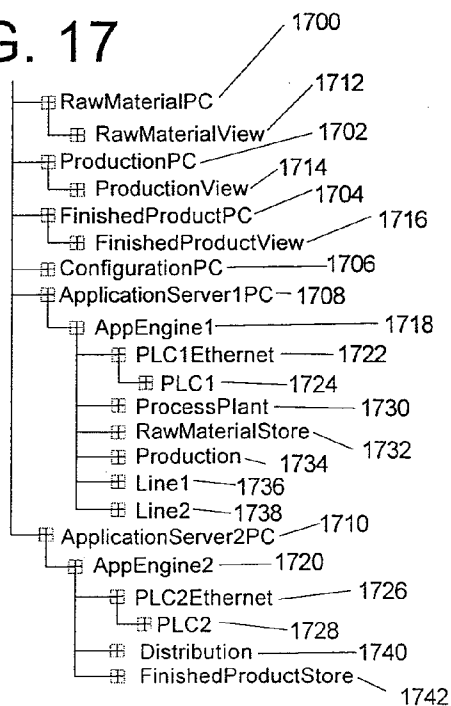 G. 17
1700
RawMaterialPC
1712
RawMaterialView
1702
ProductionPC
1714
ProductionView
1704
FinishedProductPC
1716
FinishedProductView
1706
ConfigurationPC
ApplicationServer1PC 1708
AppEngine1 1718
PLC1Ethernet 1722
PLC1 1724
ProcessPlant 1730
RawMaterialStore 1732
Production 1734
Line1 1736
Line2 1738
ApplicationServer2PC 1710
AppEngine2 1720
PLC2Ethernet 1726
PLC2 1728
Distribution 1740
FinishedProductStore
1742